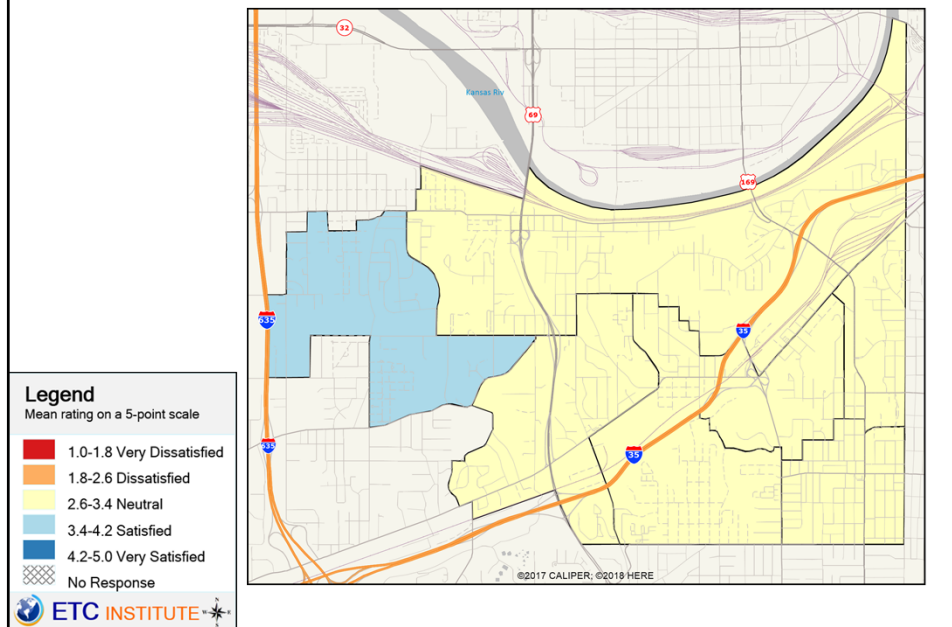 32
Kansas Riv
69
169
635
35
635
35
Legend
Mean rating on a 5-point scale
1.0-1.8 Very Dissatisfied
1.8-2.6 Dissatisfied
2.6-3.4 Neutral
3.4-4.2 Satisfied
4.2-5.0 Very Satisfied
No Response
©2017 CALIPER; ©2018 HERE
ETC INSTITUTE